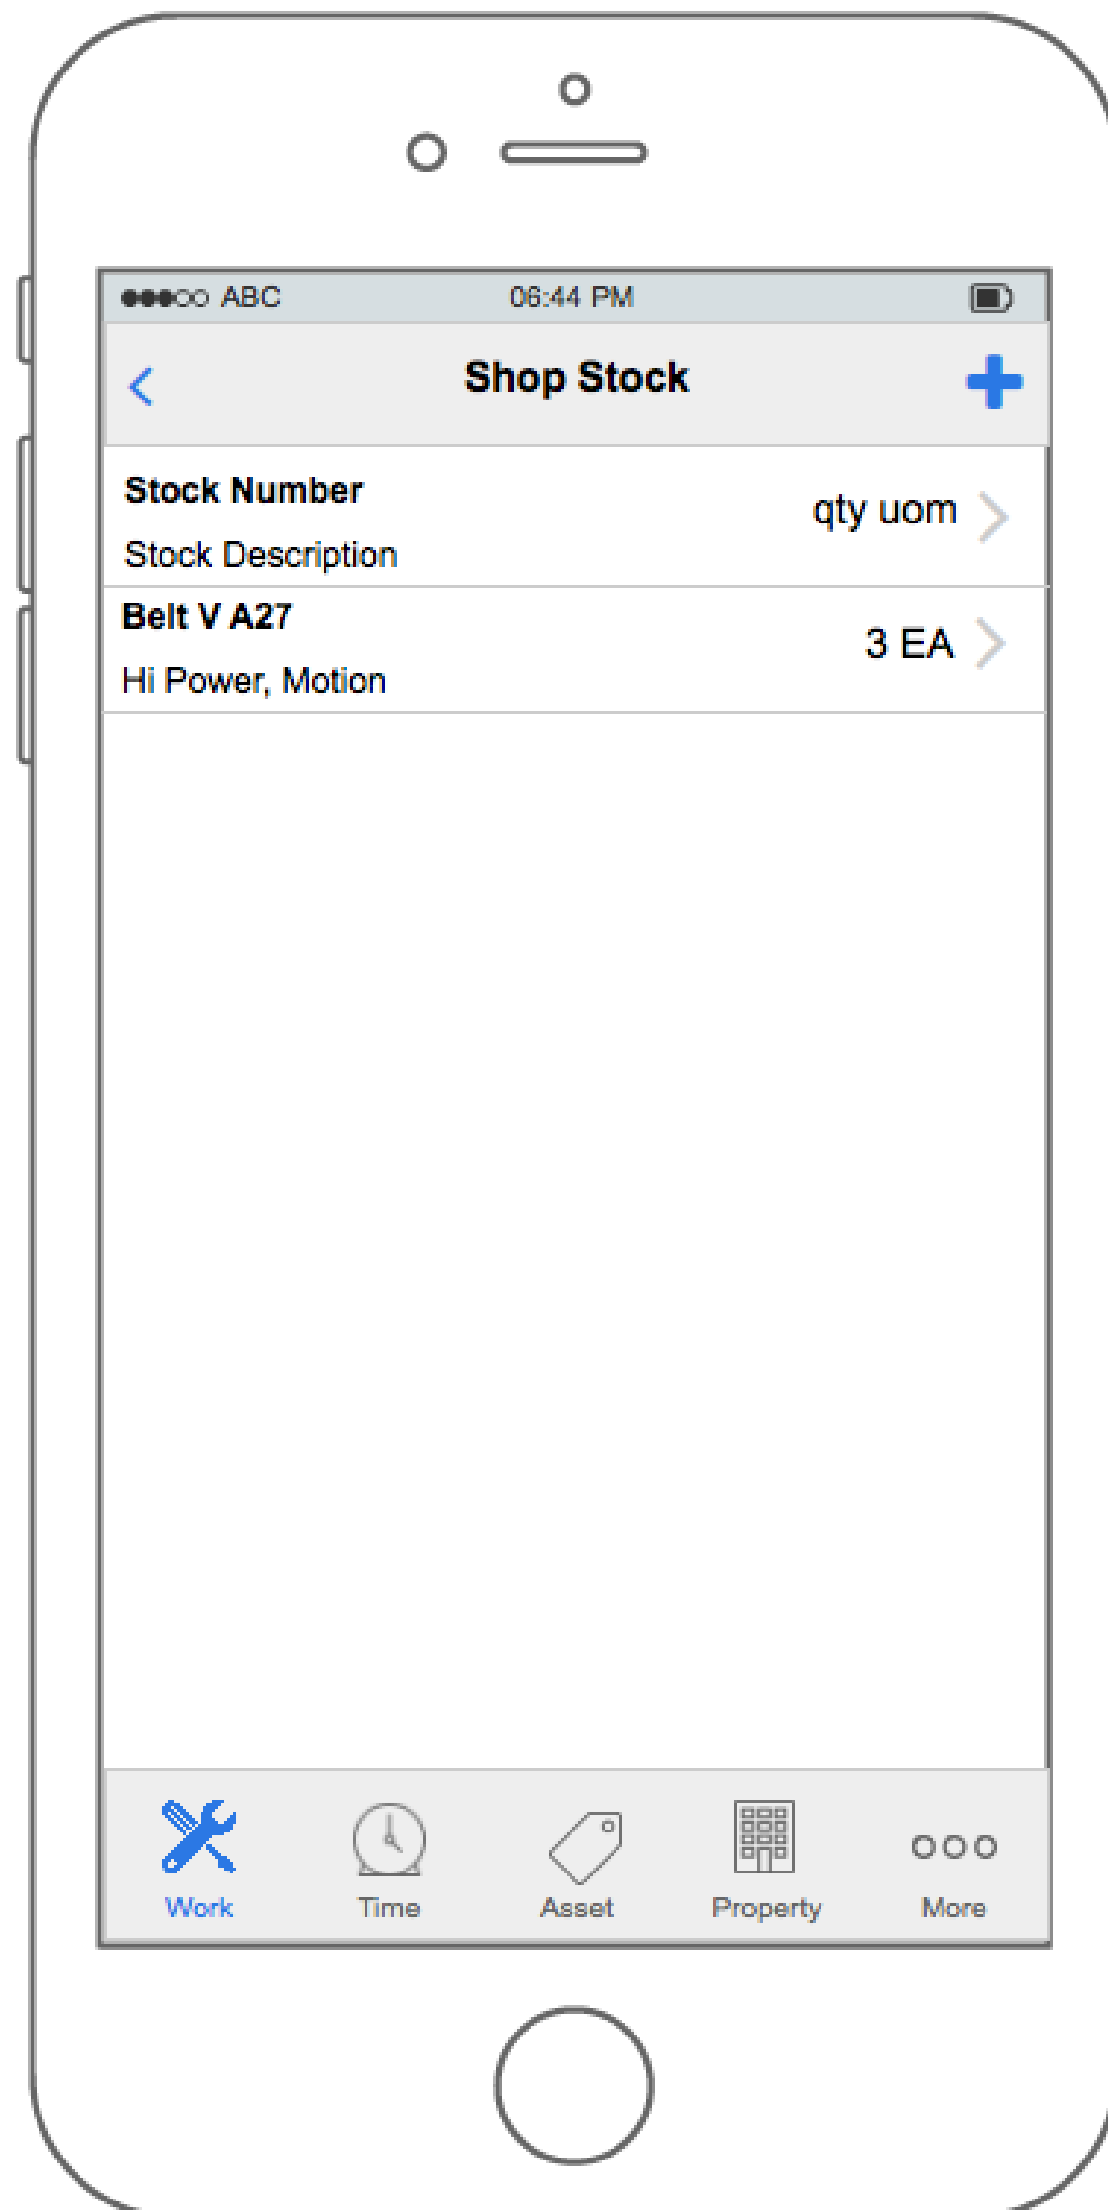 ABC 06:44 PM
Shop Stock
Stock Number
qty uom
Stock Description
Belt V A27
3 EA
Hi Power, Motion
Work Time Asset Property More